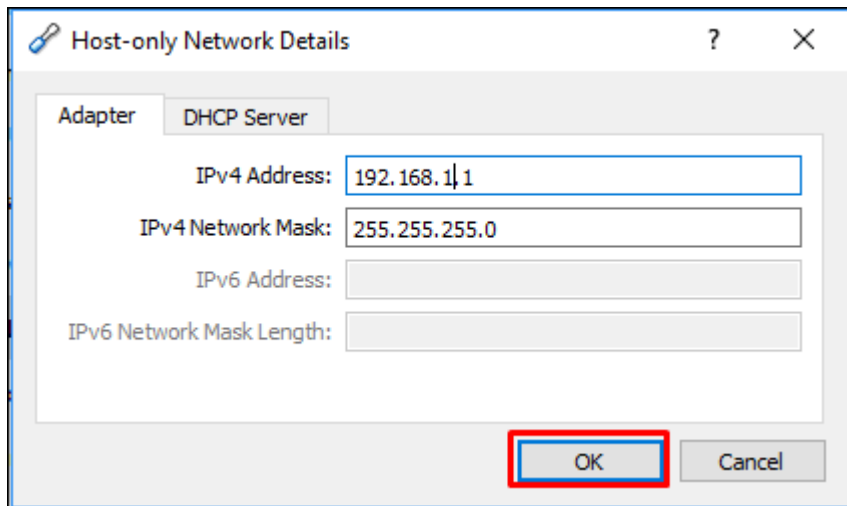 Host-only Network Details ?
Adapter DHCP Server
IPv4 Address: 192.168.1.1
IPv4 Network Mask: 255.255.255.0
IPv6 Address:
IPv6 Network Mask Length:
OK Cancel